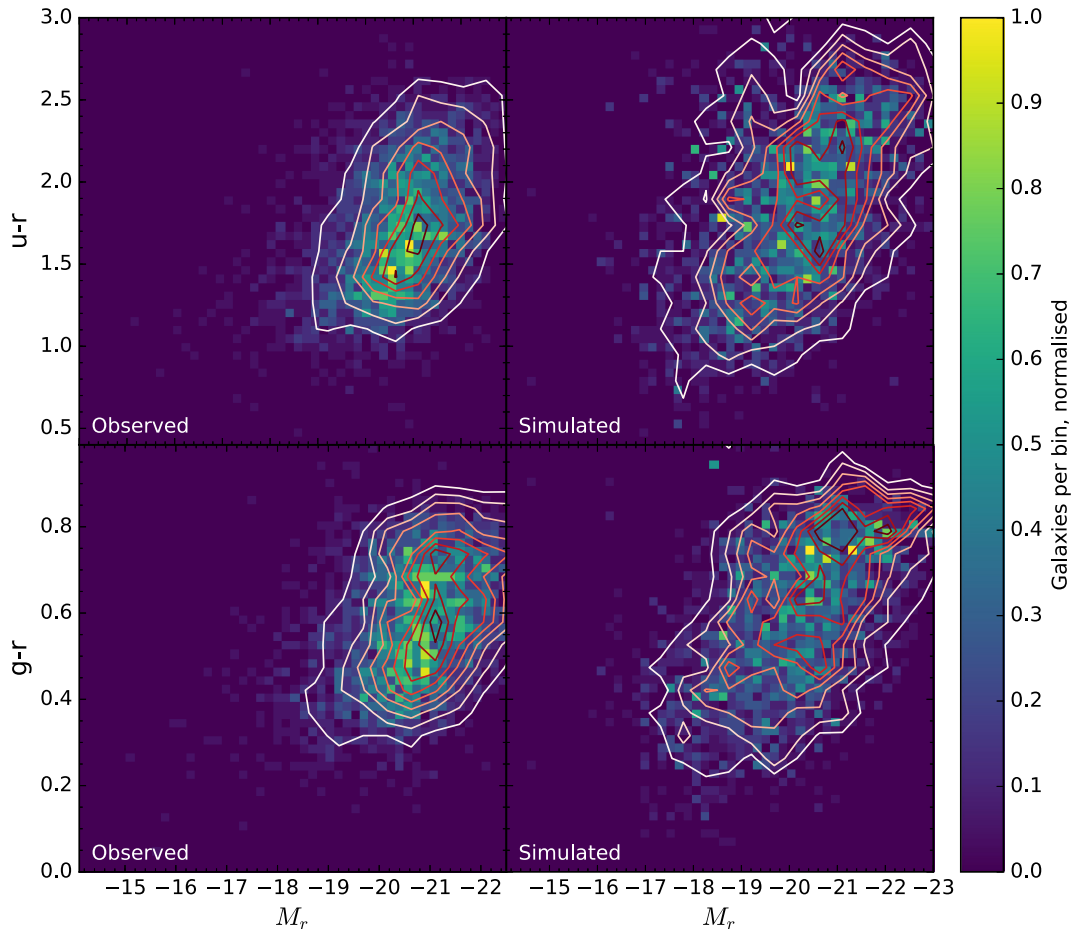 3.0
2.5
2.0
1.5
1.0
0.5
u-r
Observed
Simulated
0.8
0.6
0.4
0.2
0.0
g-r
Observed
Simulated
−15 −16 −17 −18 −19 −20 −21 −22
−15 −16 −17 −18 −19 −20 −21 −22 −23
M_r
M_r
1.0
0.9
0.8
0.7
0.6
0.5
0.4
0.3
0.2
0.1
0.0
Galaxies per bin, normalised